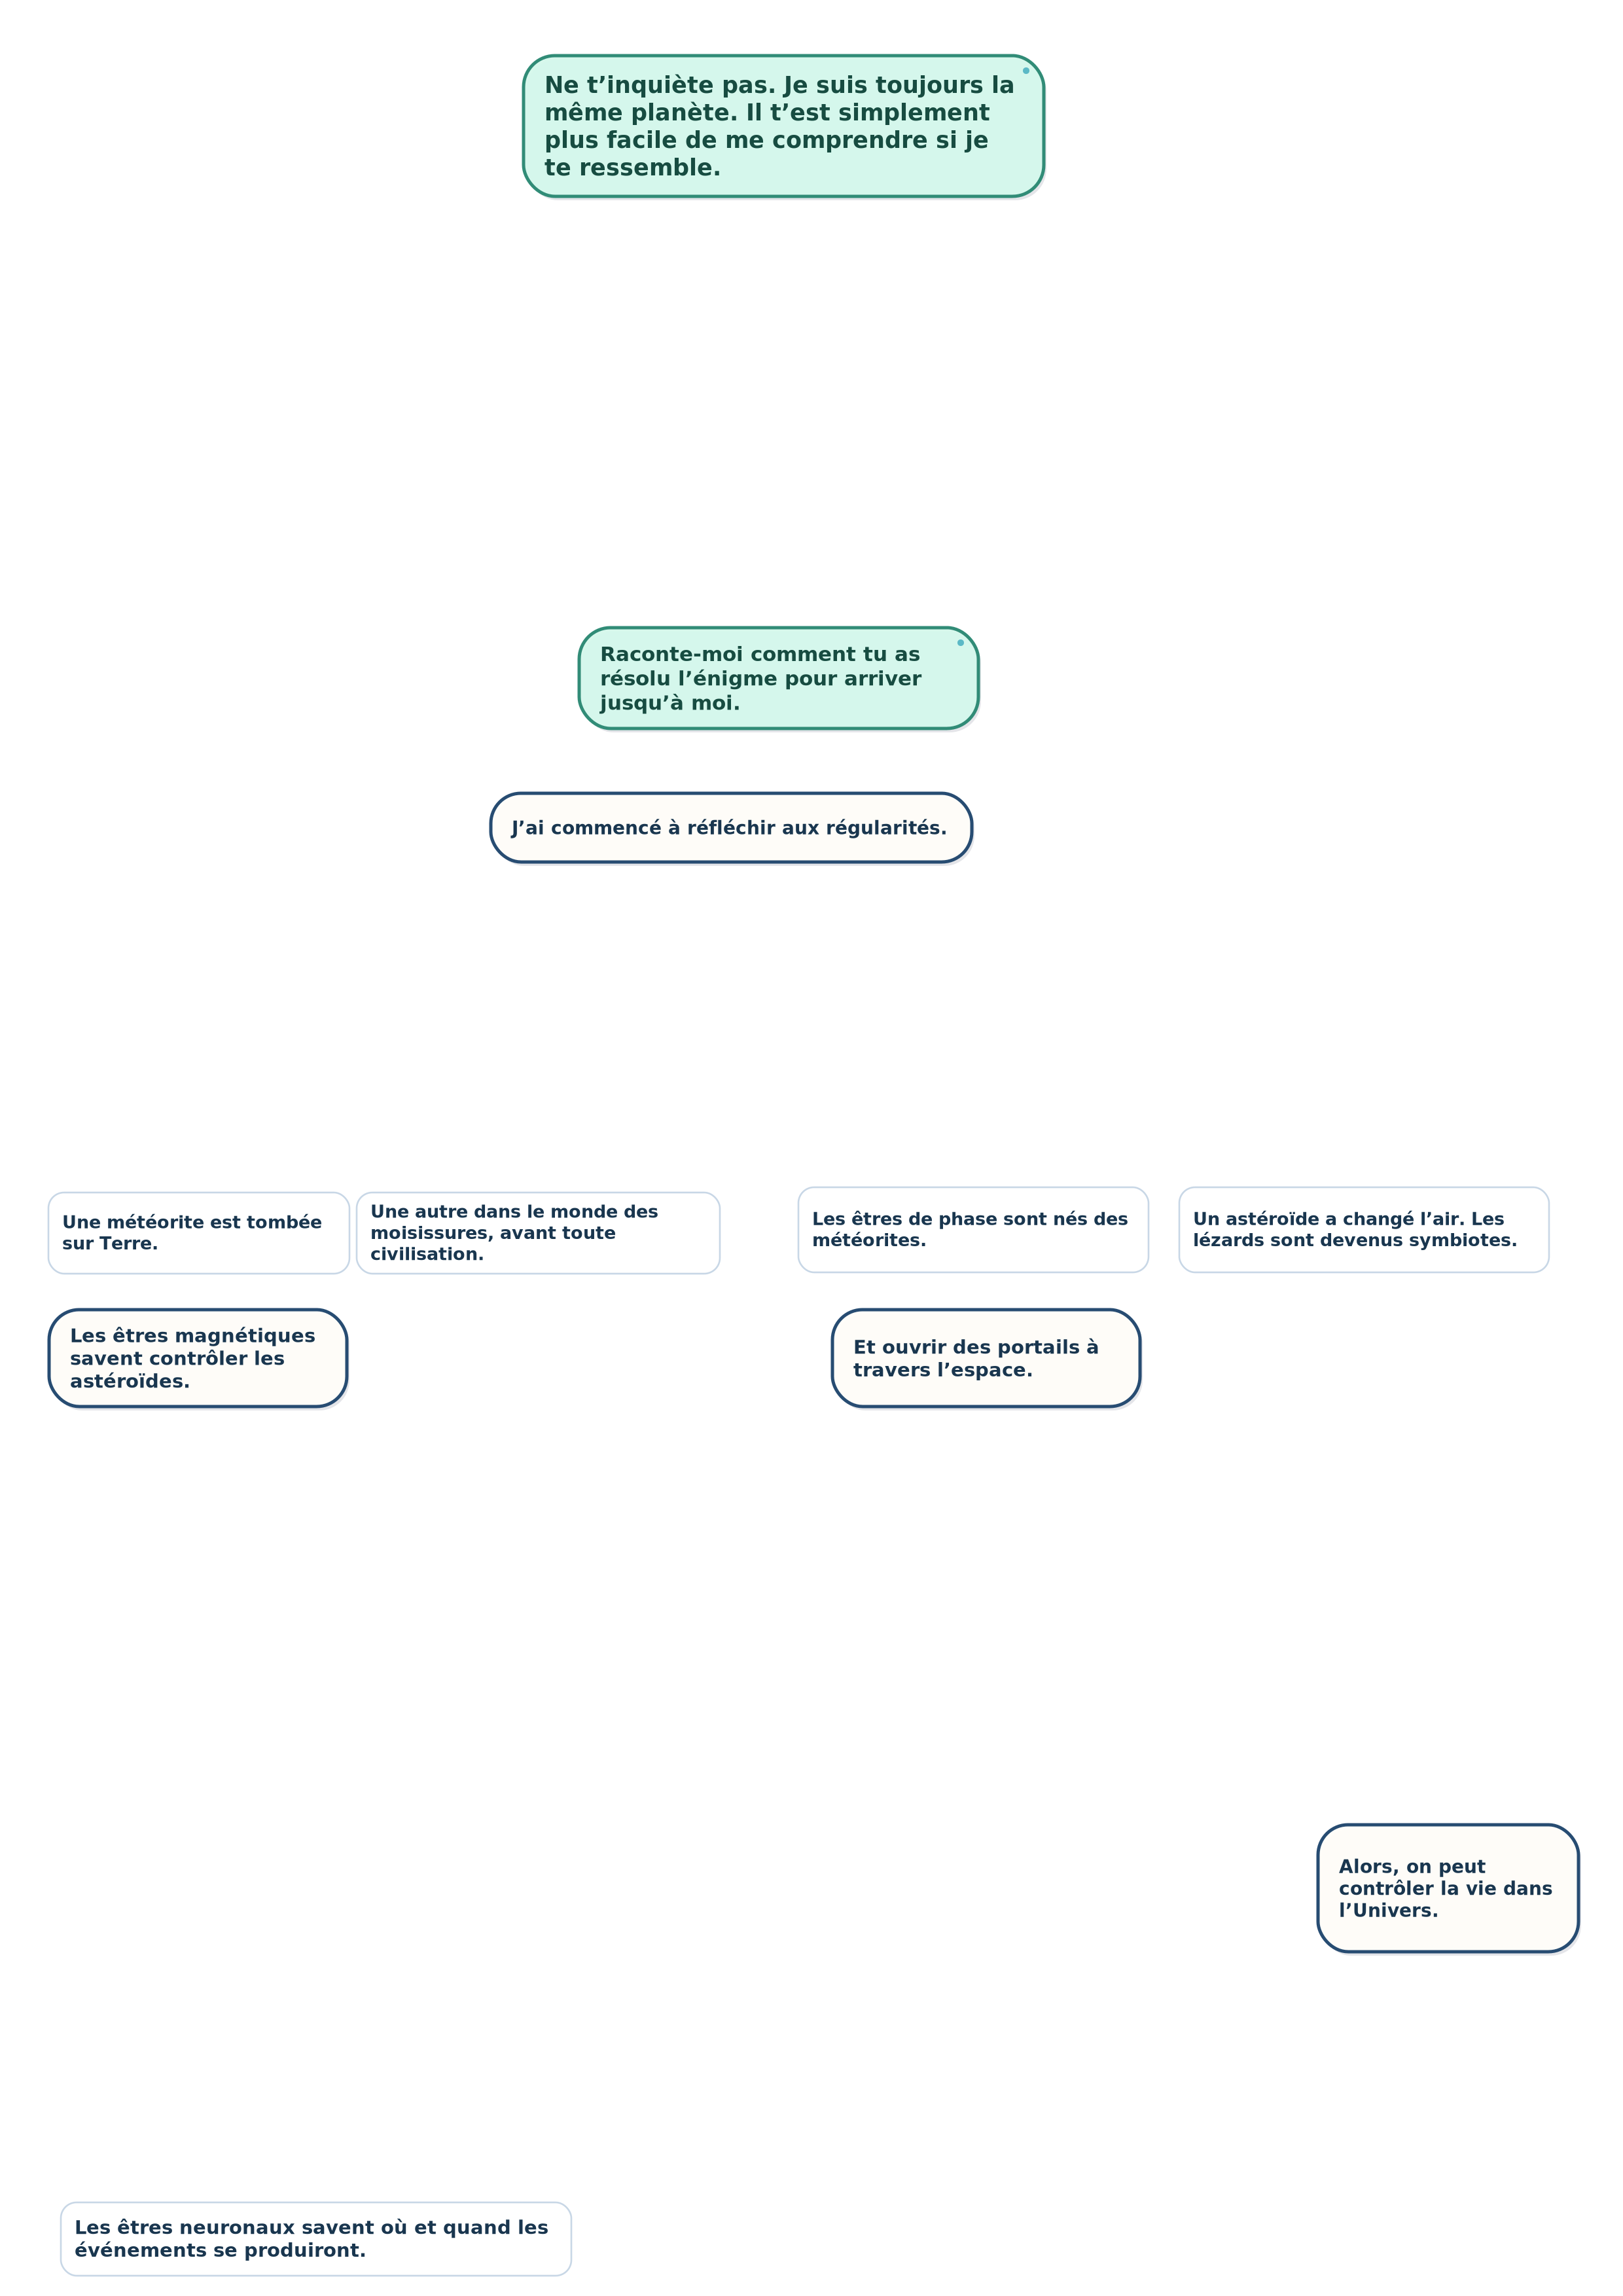 Ne t’inquiète pas. Je suis toujours la
même planète. Il t’est simplement
plus facile de me comprendre si je
te ressemble.
Raconte-moi comment tu as
résolu l’énigme pour arriver
jusqu’à moi.
J’ai commencé à réfléchir aux régularités.
Une météorite est tombée
sur Terre.
Une autre dans le monde des
moisissures, avant toute
civilisation.
Les êtres de phase sont nés des
météorites.
Un astéroïde a changé l’air. Les
lézards sont devenus symbiotes.
Les êtres magnétiques
savent contrôler les
astéroïdes.
Et ouvrir des portails à
travers l’espace.
Alors, on peut
contrôler la vie dans
l’Univers.
Les êtres neuronaux savent où et quand les
événements se produiront.